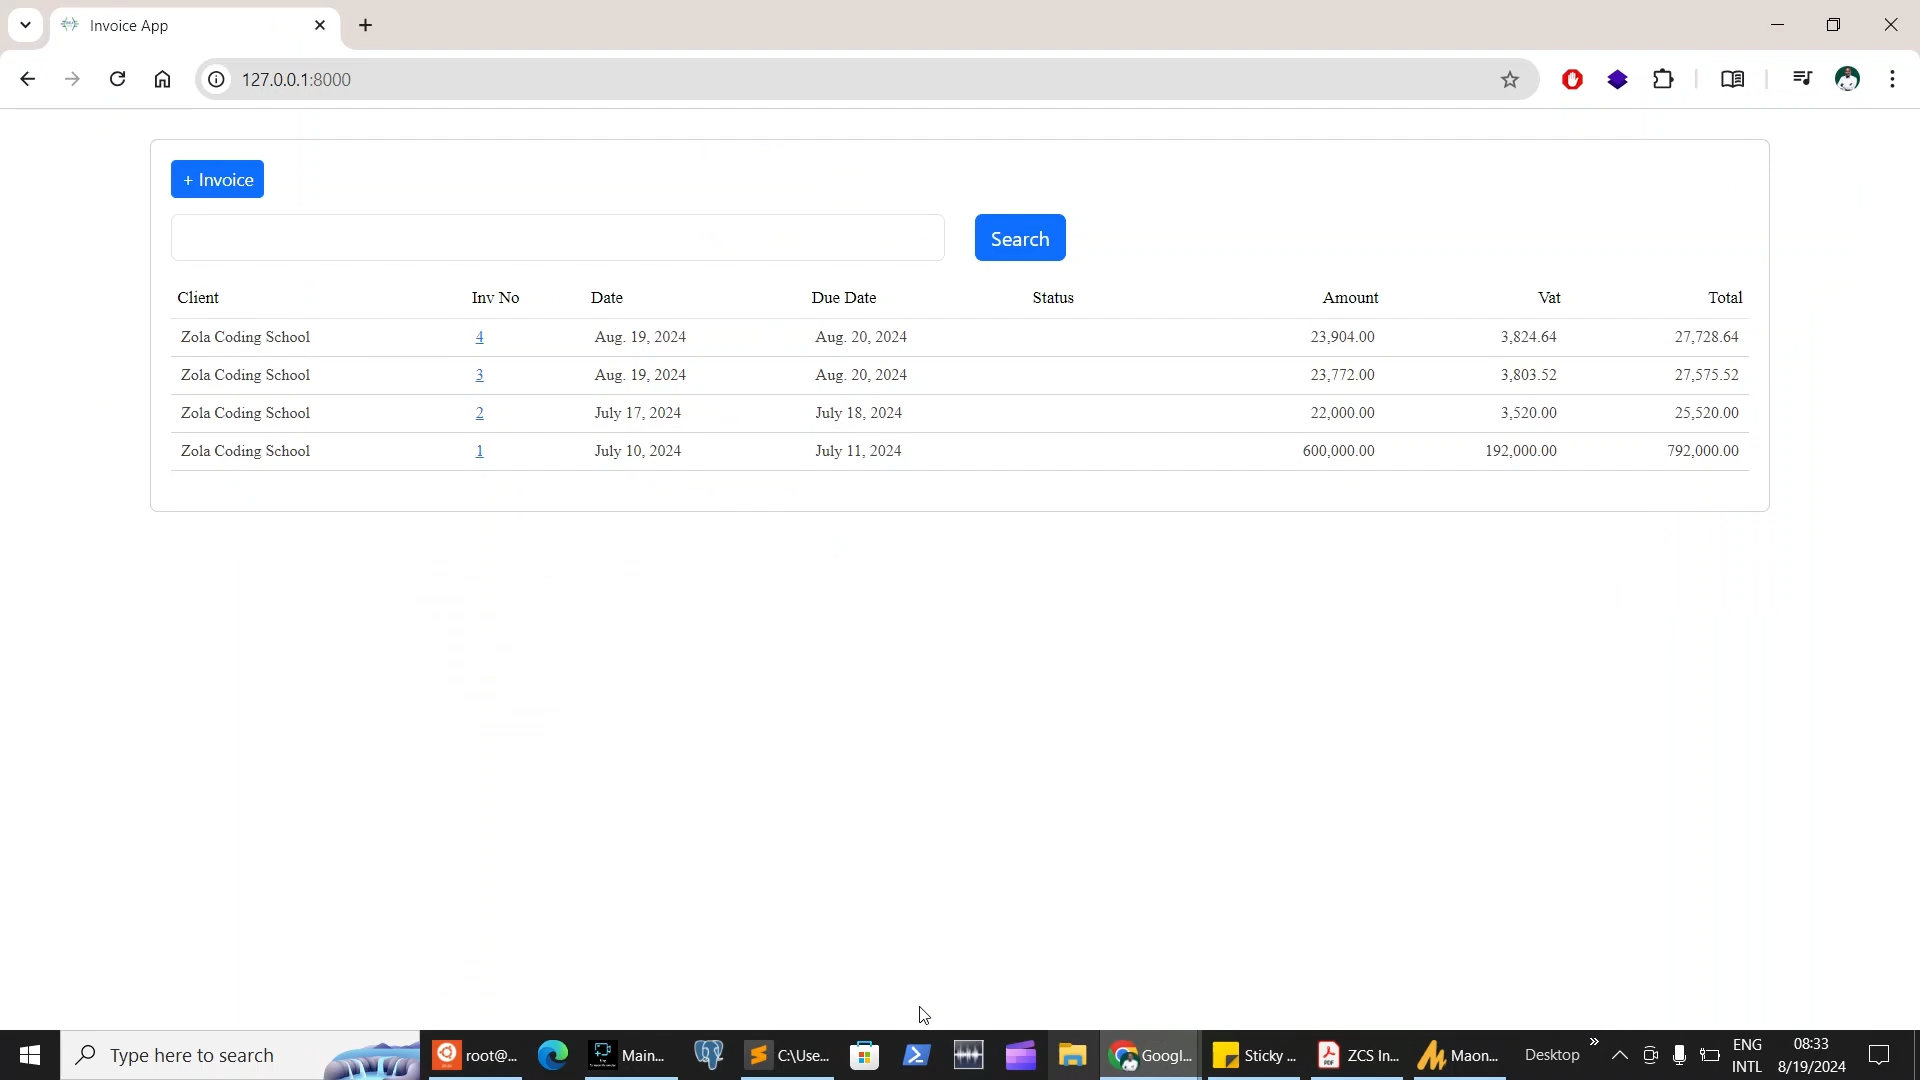 Invoice App
127.0.0.1:8000
+ Invoice
Search
Client Inv No Date Due Date Status Amount Vat Total
Zola Coding School 4 Aug. 19, 2024 Aug. 20, 2024 23,904.00 3,824.64 27,728.64
Zola Coding School 3 Aug. 19, 2024 Aug. 20, 2024 23,772.00 3,803.52 27,575.52
Zola Coding School 2 July 17, 2024 July 18, 2024 22,000.00 3,520.00 25,520.00
Zola Coding School 1 July 10, 2024 July 11, 2024 600,000.00 192,000.00 792,000.00
Type here to search
root@...
Main...
C:\Use...
Googl...
Sticky ...
ZCS In...
Maon...
Desktop
ENG
INTL
08:33
8/19/2024